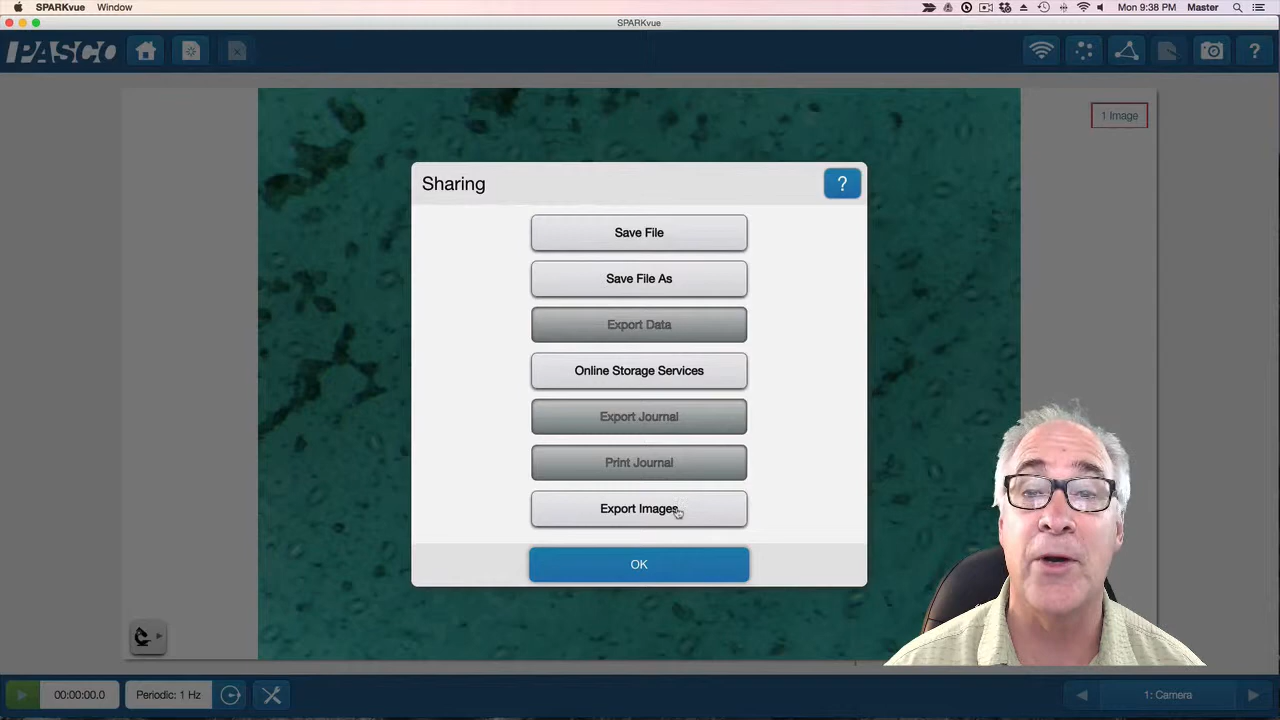 SPARKvue Window
Mon 9:38 PM Master
SPARKvue
PASCO
?
1 Image
Sharing
?
Save File
Save File As
Export Data
Online Storage Services
Export Journal
Print Journal
Export Images
OK
00:00:00.0
Periodic: 1 Hz
1: Camera